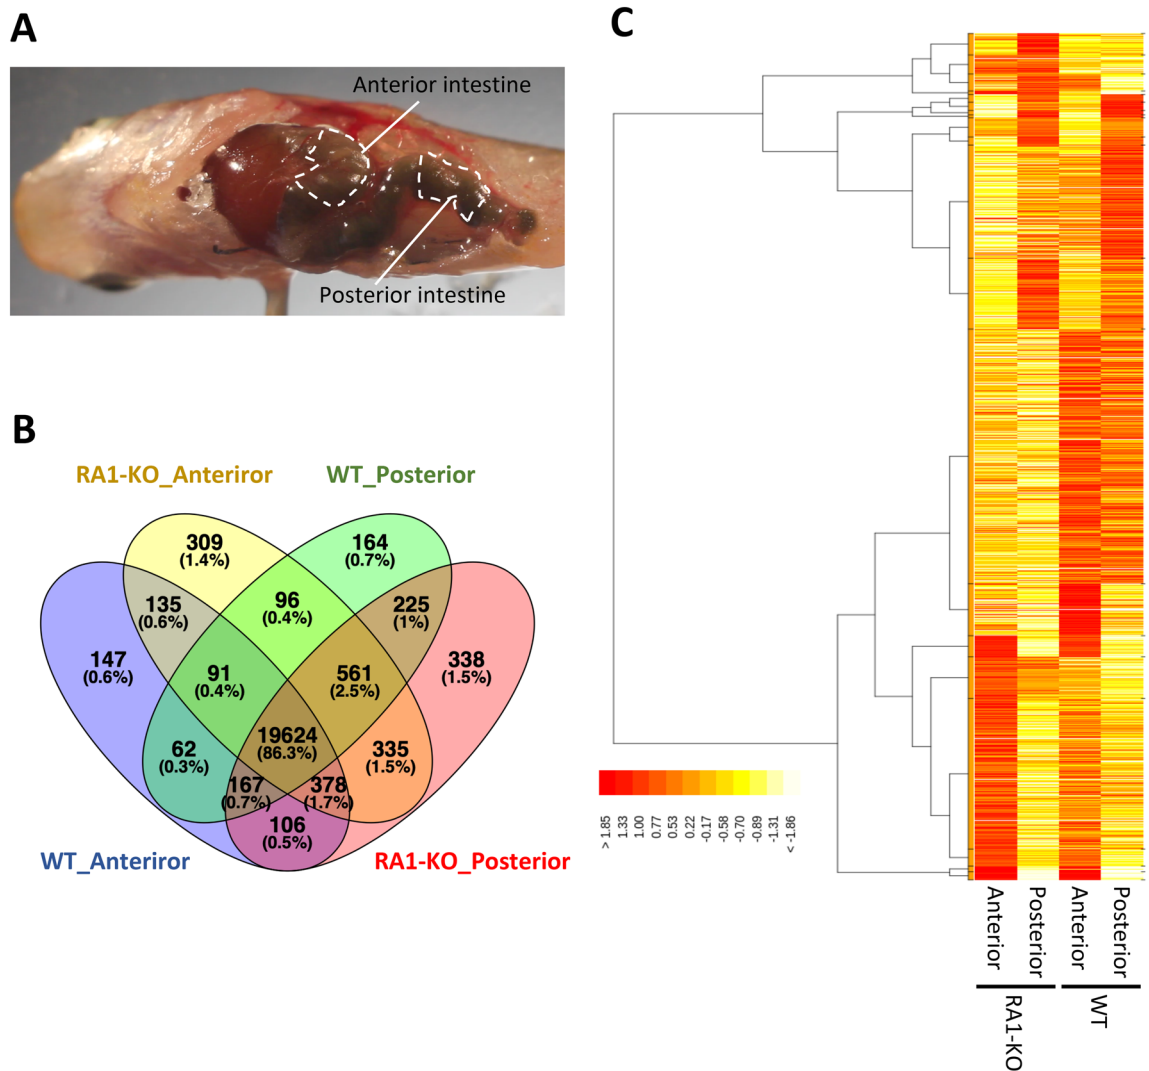 A
Anterior intestine
Posterior intestine
B
RA1-KO_Anteriror
WT_Posterior
309
(1.4%)
164
(0.7%)
135
(0.6%)
96
(0.4%)
225
(1%)
147
(0.6%)
91
(0.4%)
561
(2.5%)
338
(1.5%)
62
(0.3%)
19624
(86.3%)
335
(1.5%)
167
(0.7%)
378
(1.7%)
106
(0.5%)
WT_Anteriror
RA1-KO_Posterior
C
> 1.85
1.33
1.00
0.77
0.53
0.22
-0.17
-0.58
-0.70
-0.89
-1.31
< -1.86
Anterior
Posterior
Anterior
Posterior
RA1-KO
WT